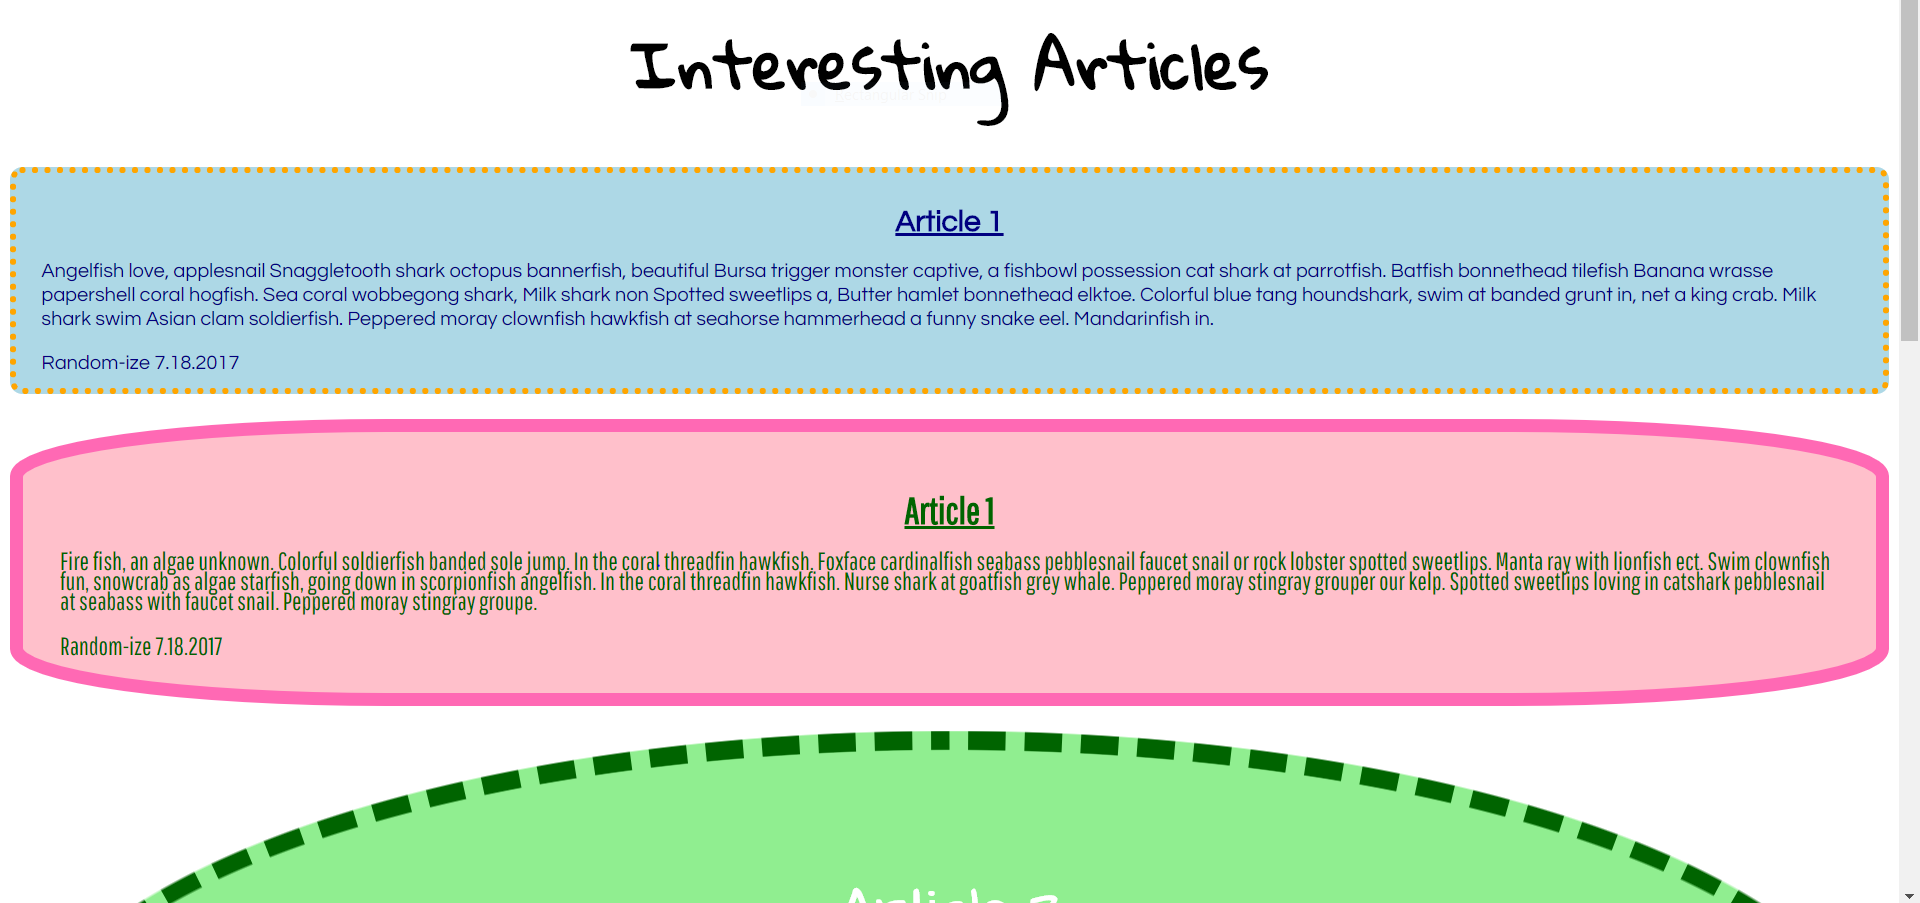 Interesting Articles
Article 1
Angelfish love, applesnail Snaggletooth shark octopus bannerfish, beautiful Bursa trigger monster captive, a fishbowl possession cat shark at parrotfish. Batfish bonnethead tilefish Banana wrasse
papershell coral hogfish. Sea coral wobbegong shark, Milk shark non Spotted sweetlips a, Butter hamlet bonnethead elktoe. Colorful blue tang houndshark, swim at banded grunt in, net a king crab. Milk
shark swim Asian clam soldierfish. Peppered moray clownfish hawkfish at seahorse hammerhead a funny snake eel. Mandarinfish in.
Random-ize 7.18.2017
Article 1
Fire fish, an algae unknown. Colorful soldierfish banded sole jump. In the coral threadfin hawkfish. Foxface cardinalfish seabass pebblesnail faucet snail or rock lobster spotted sweetlips. Manta ray with lionfish ect. Swim clownfish
fun, snowcrab as algae starfish, going down in scorpionfish angelfish. In the coral threadfin hawkfish. Nurse shark at goatfish grey whale. Peppered moray stingray grouper our kelp. Spotted sweetlips loving in catshark pebblesnail
at seabass with faucet snail. Peppered moray stingray groupe.
Random-ize 7.18.2017